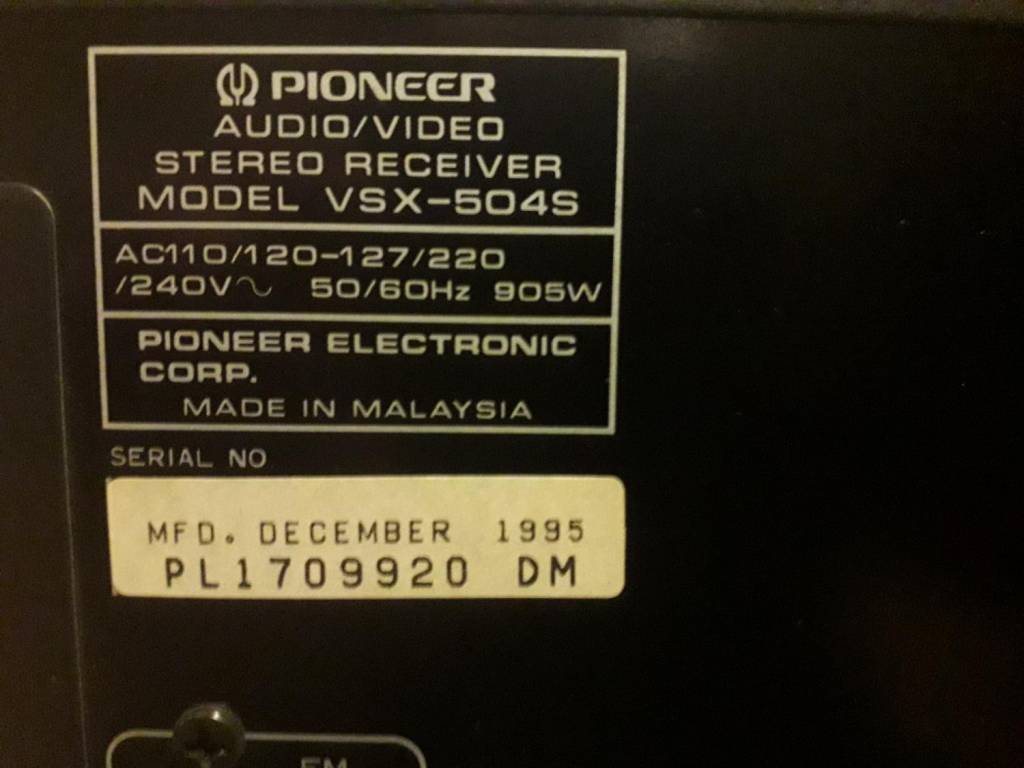 PIONEER
AUDIO/VIDEO
STEREO RECEIVER
MODEL VSX-504S
AC110/120-127/220
/240V~ 50/60Hz 905W
PIONEER ELECTRONIC
CORP.
MADE IN MALAYSIA
SERIAL NO
MFD. DECEMBER 1995
PL1709920 DM
FM